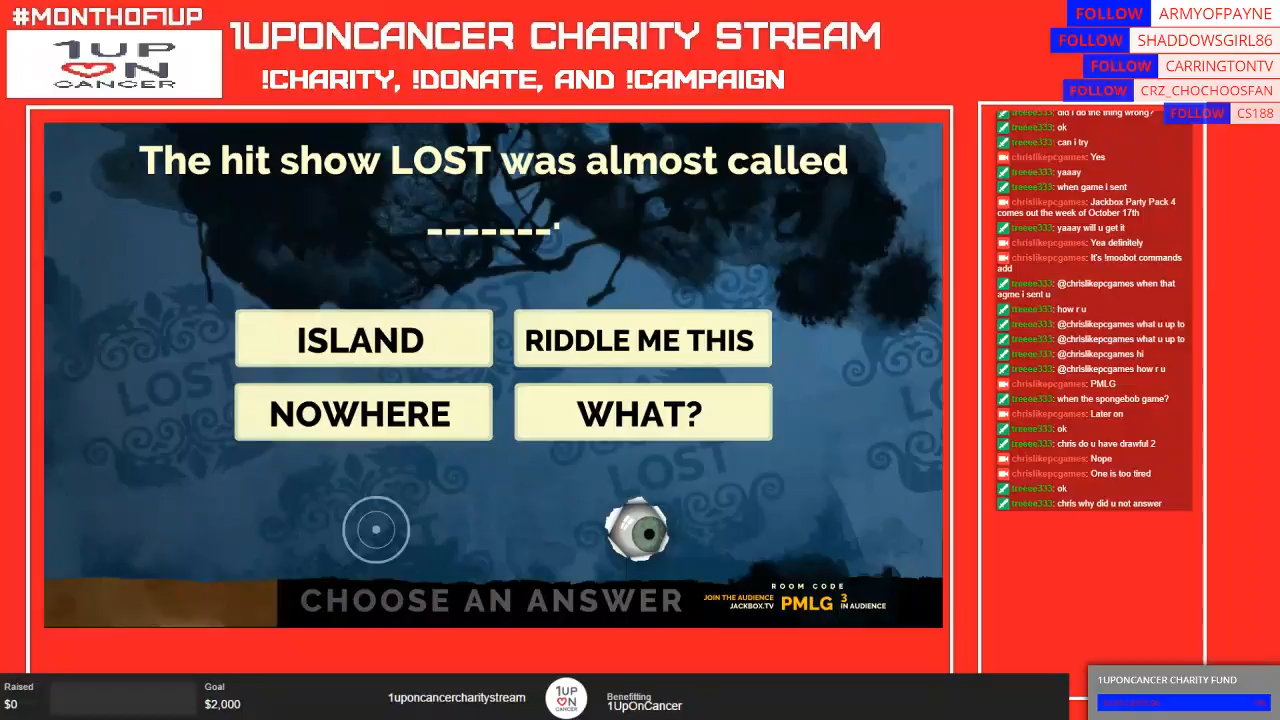 #MONTHOF1UP
1UP
ON
CANCER
1UPONCANCER CHARITY STREAM
!CHARITY, !DONATE, AND !CAMPAIGN
FOLLOW ARMYOFPAYNE
FOLLOW SHADOWSGIRL86
FOLLOW CARRINGTONTV
FOLLOW CRZ_CHOCHOOSFAN
FOLLOW CS188
The hit show LOST was almost called
_______.
ISLAND
RIDDLE ME THIS
NOWHERE
WHAT?
LOST
LOST
LOST
CHOOSE AN ANSWER
JOIN THE AUDIENCE
JACKBOX.TV
ROOM CODE
PMLG
3
IN AUDIENCE
treeee333: did i do the thing wrong?
treeee333: ok
treeee333: can i try
chrislikepcgames: Yes
treeee333: yaaay
treeee333: when game i sent
chrislikepcgames: Jackbox Party Pack 4
comes out the week of October 17th
treeee333: yaaay will u get it
chrislikepcgames: Yea definitely
chrislikepcgames: It's !moobot commands
add
treeee333: @chrislikepcgames when that
agme i sent u
treeee333: how r u
treeee333: @chrislikepcgames what u up to
treeee333: @chrislikepcgames what u up to
treeee333: @chrislikepcgames hi
treeee333: @chrislikepcgames how r u
chrislikepcgames: PMLG
treeee333: when the spongebob game?
chrislikepcgames: Later on
treeee333: ok
treeee333: chris do u have drawful 2
chrislikepcgames: Nope
chrislikepcgames: One is too tired
treeee333: ok
treeee333: chris why did u not answer
Raised
$0
Goal
$2,000
1uponcancercharitystream
1UP
ON
CANCER
Benefitting
1UpOnCancer
1UPONCANCER CHARITY FUND